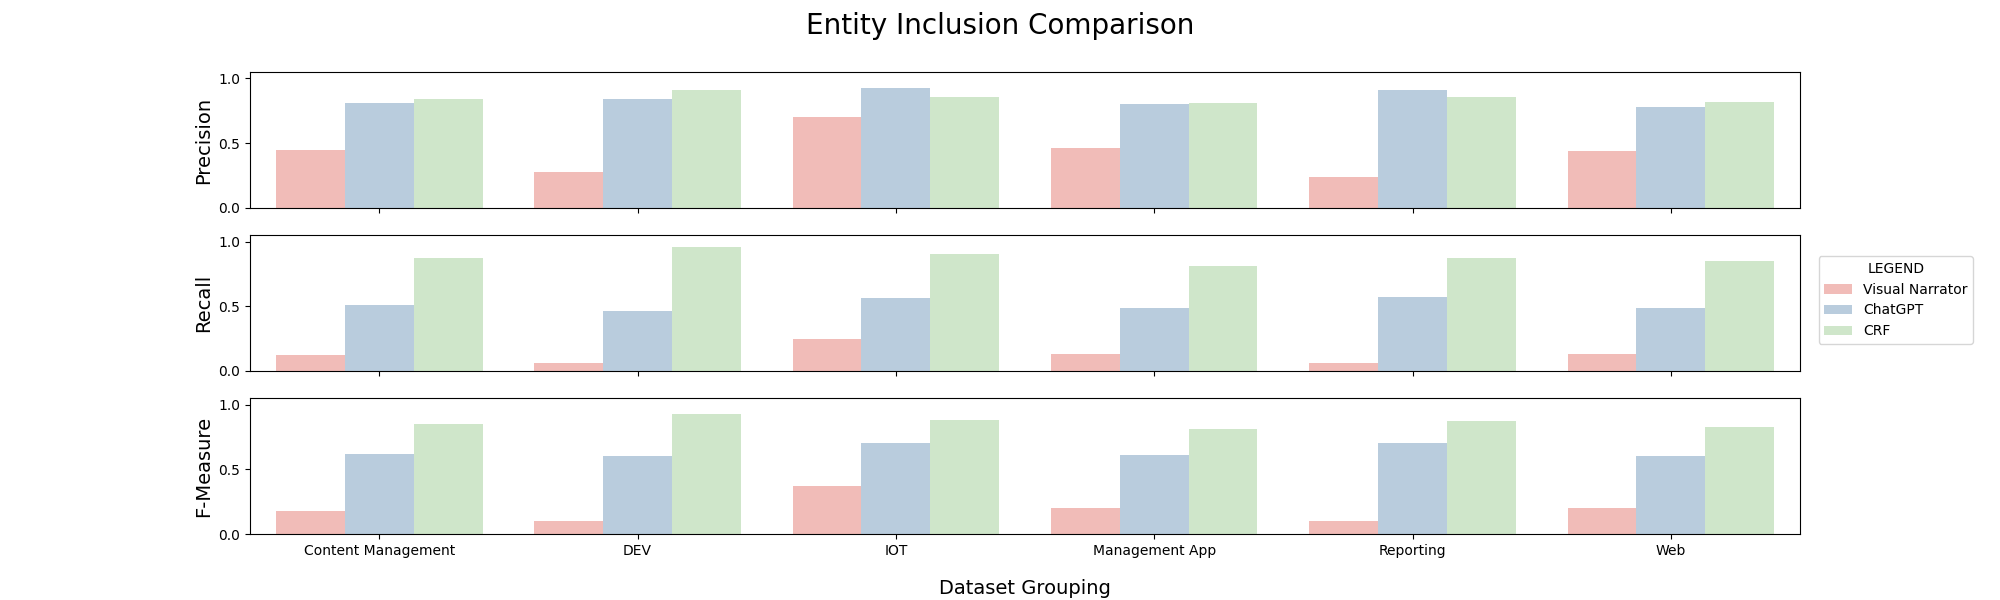 Entity Inclusion Comparison
Precision
1.0
0.5
0.0
Recall
1.0
0.5
0.0
LEGEND
Visual Narrator
ChatGPT
CRF
F-Measure
1.0
0.5
0.0
Content Management DEV IOT Management App Reporting Web
Dataset Grouping